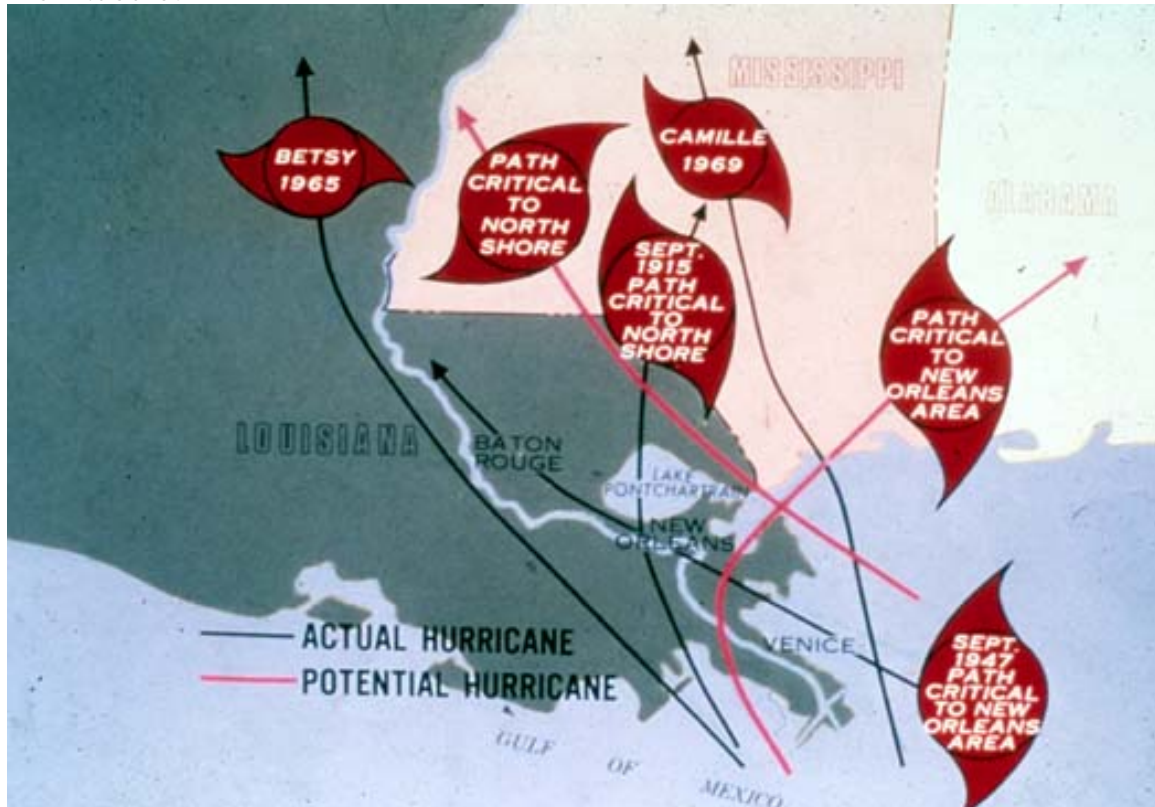 MISSISSIPPI
BETSY
1965
PATH
CRITICAL
TO
NORTH
SHORE
CAMILLE
1969
ALABAMA
SEPT.
1915
PATH
CRITICAL
TO
NORTH
SHORE
PATH
CRITICAL
TO
NEW
ORLEANS
AREA
LOUISIANA
BATON
ROUGE
LAKE
PONTCHARTRAIN
NEW
ORLEANS
VENICE
ACTUAL HURRICANE
POTENTIAL HURRICANE
SEPT.
1947
PATH
CRITICAL
TO NEW
ORLEANS
AREA
GULF OF MEXICO